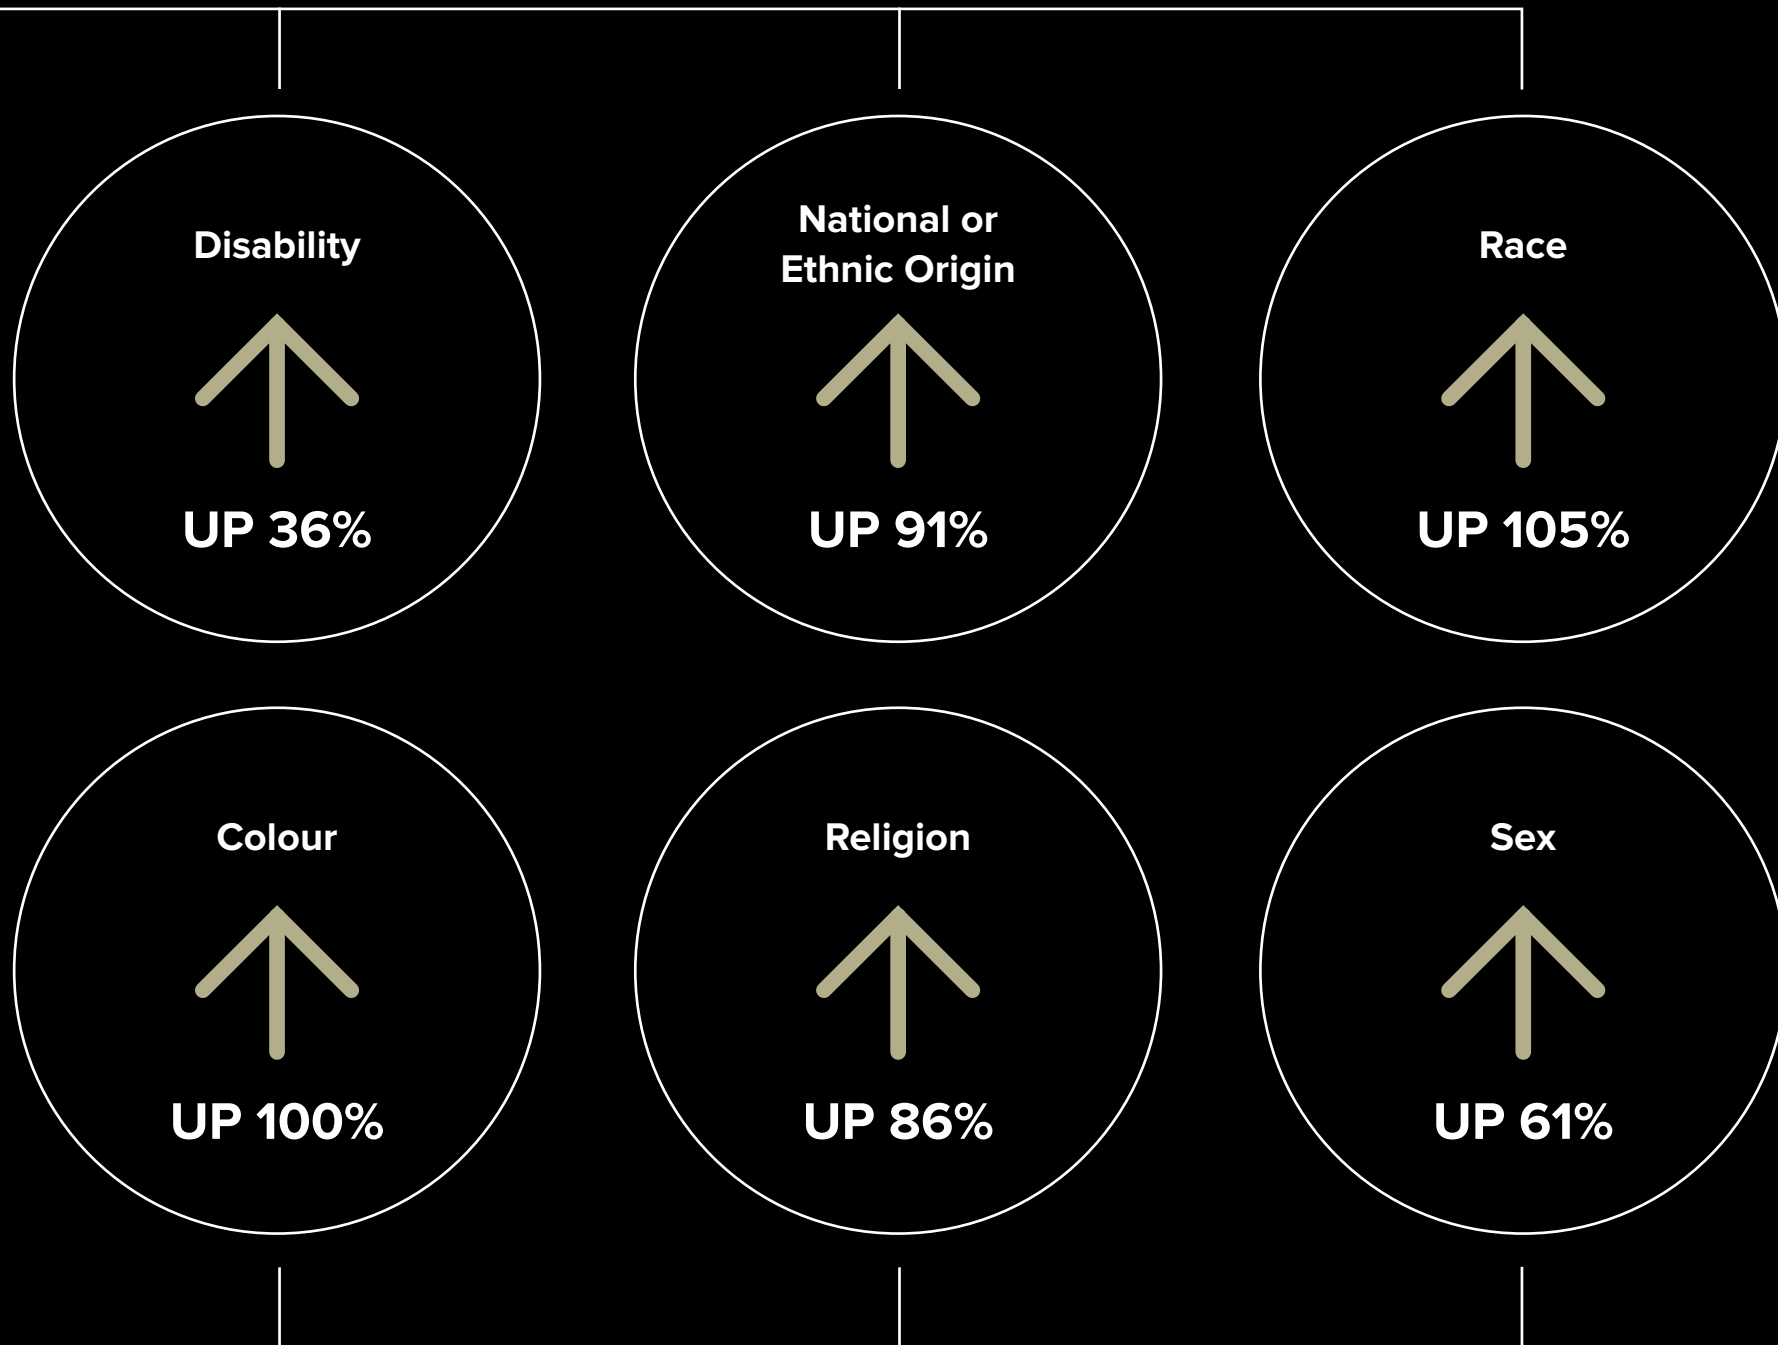 Disability
UP 36%
National or
Ethnic Origin
UP 91%
Race
UP 105%
Colour
UP 100%
Religion
UP 86%
Sex
UP 61%